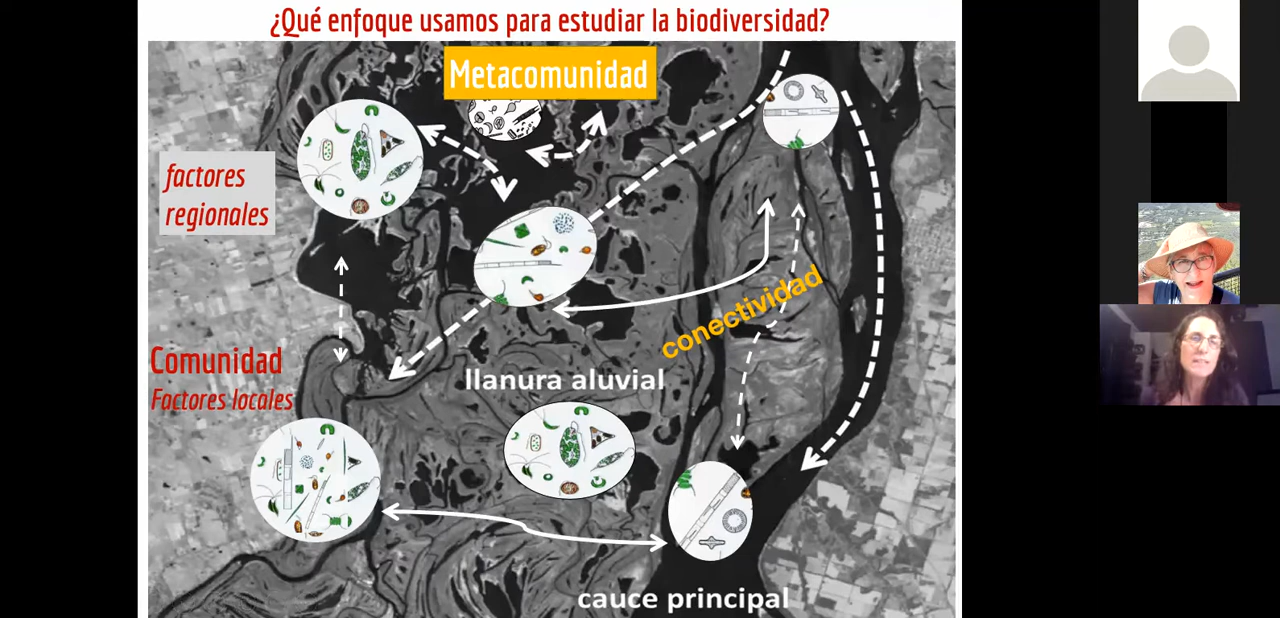 ¿Qué enfoque usamos para estudiar la biodiversidad?
Metacomunidad
factores
regionales
conectividad
Comunidad
Factores locales
llanura aluvial
cauce principal